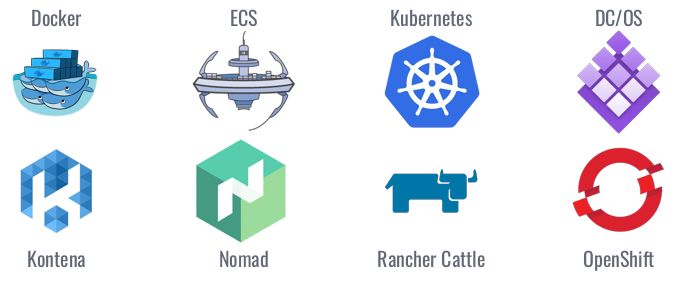 Docker
ECS
Kubernetes
DC/OS
Kontena
Nomad
Rancher Cattle
OpenShift